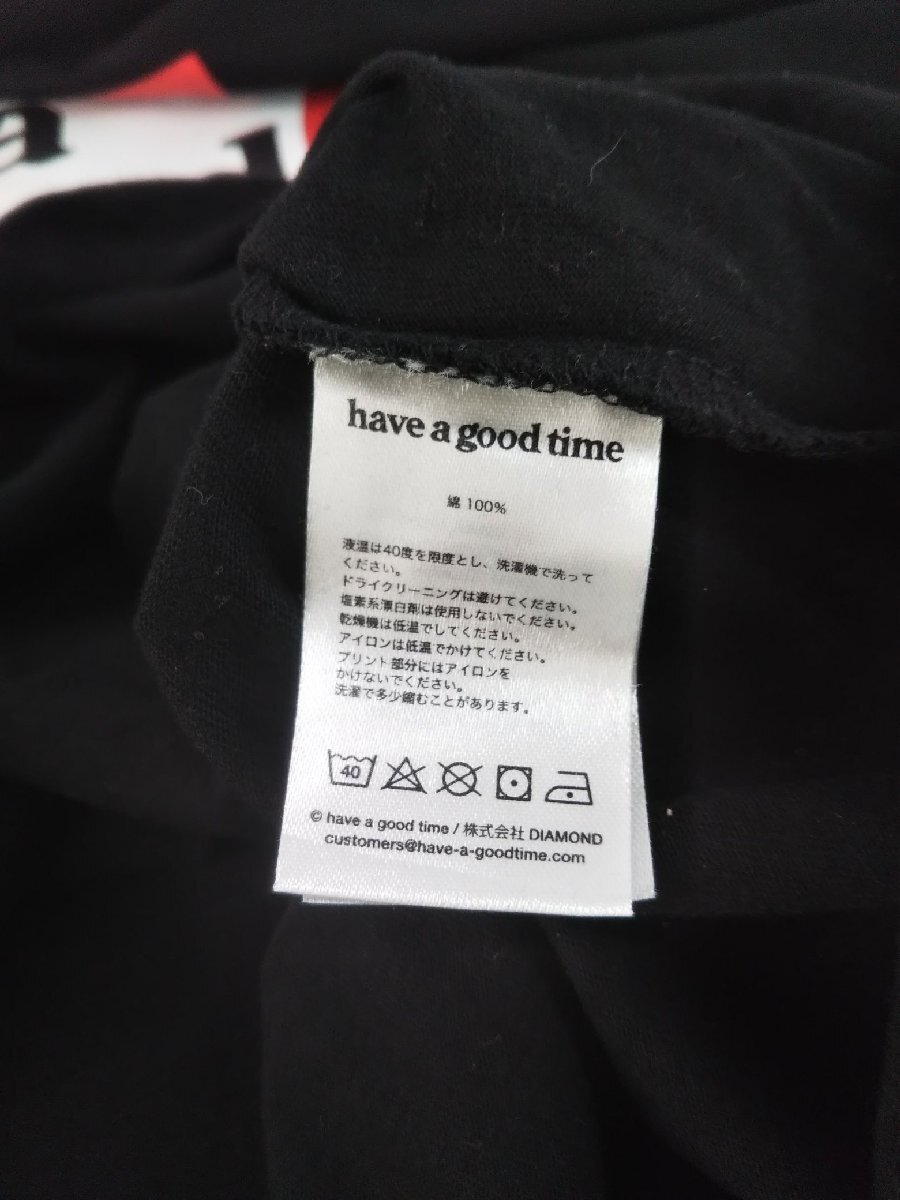 a l
have a good time
綿 100%
液温は40度を限度とし、洗濯機で洗って
ください。
ドライクリーニングは避けてください。
塩素系漂白剤は使用しないでください。
乾燥機は低温でしてください。
アイロンは低温でかけてください。
プリント部分にはアイロンを
かけないでください。
洗濯で多少縮むことがあります。
40
© have a good time / 株式会社 DIAMOND
customers@have-a-goodtime.com